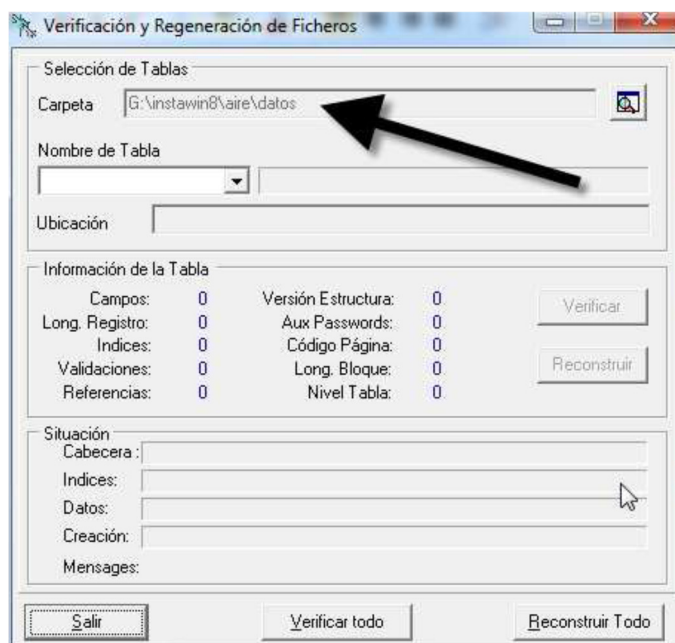 Verificación y Regeneración de Ficheros
Selección de Tablas
Carpeta G:\instawin8\aire\datos
Nombre de Tabla
Ubicación
Información de la Tabla
Campos: 0 Versión Estructura: 0
Long. Registro: 0 Aux Passwords: 0 Verificar
Indices: 0 Código Página: 0
Validaciones: 0 Long. Bloque: 0 Reconstruir
Referencias: 0 Nivel Tabla: 0
Situación
Cabecera :
Indices:
Datos:
Creación:
Mensages:
Salir Verificar todo Reconstruir Todo